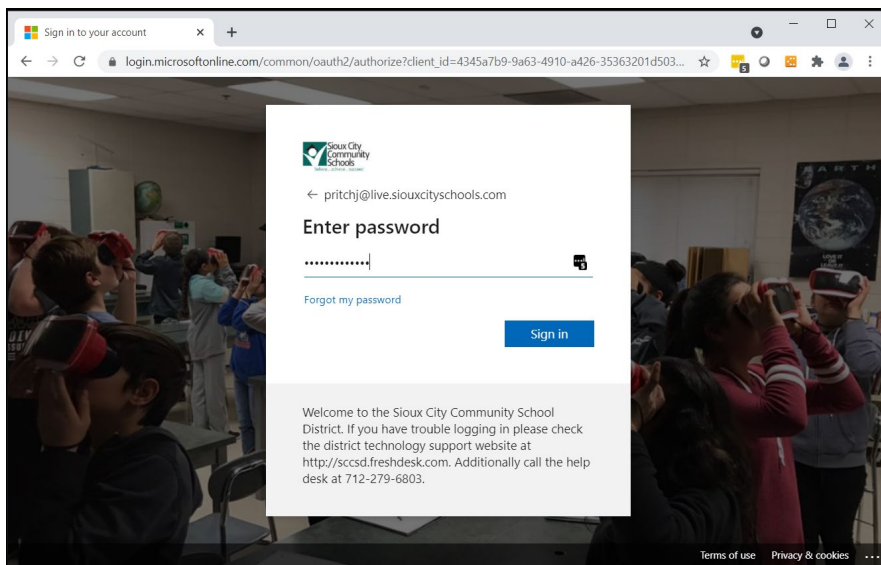 Sign in to your account
login.microsoftonline.com/common/oauth2/authorize?client_id=4345a7b9-9a63-4910-a426-35363201d503...
Sioux City
Community
Schools
← pritchj@live.siouxcityschools.com
Enter password
•••••••••••••
Forgot my password
Sign in
Welcome to the Sioux City Community School
District. If you have trouble logging in please check
the district technology support website at
http://sccsd.freshdesk.com. Additionally call the help
desk at 712-279-6803.
EARTH
Terms of use Privacy & cookies ...